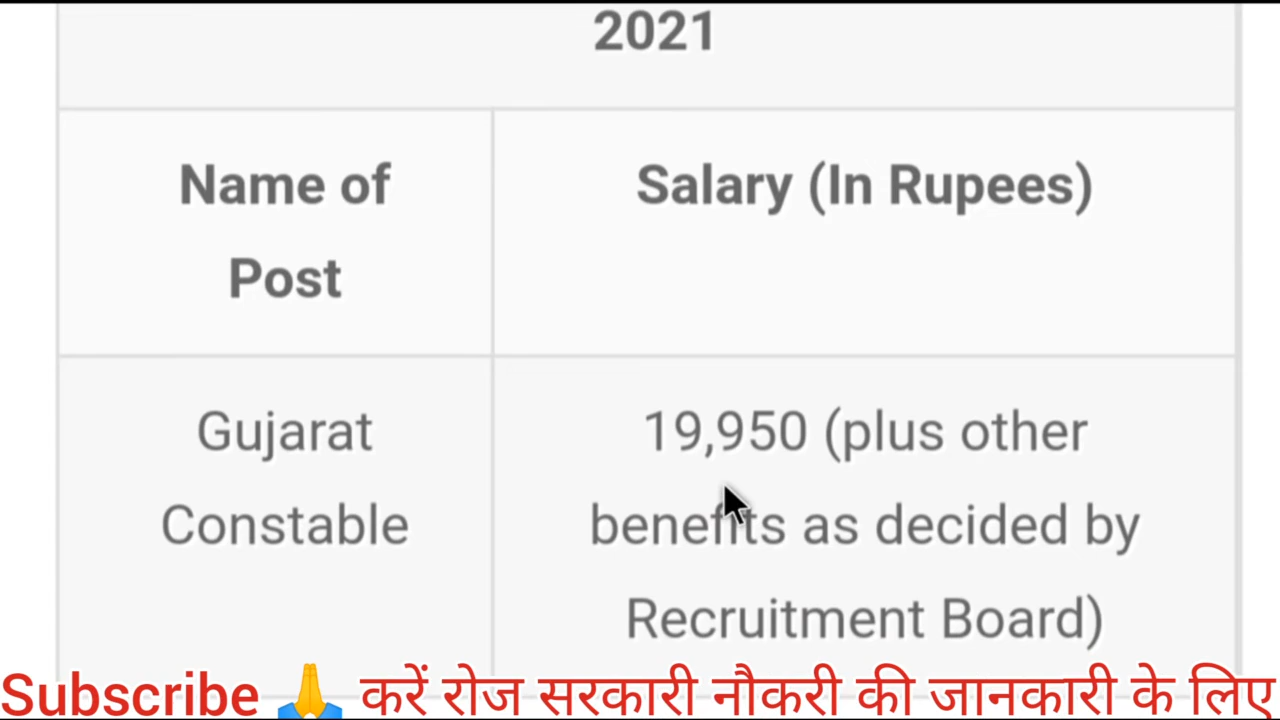 2021
Name of Post
Salary (In Rupees)
Gujarat Constable
19,950 (plus other
benefits as decided by
Recruitment Board)
Subscribe 🙏 करें रोज सरकारी नौकरी की जानकारी के लिए